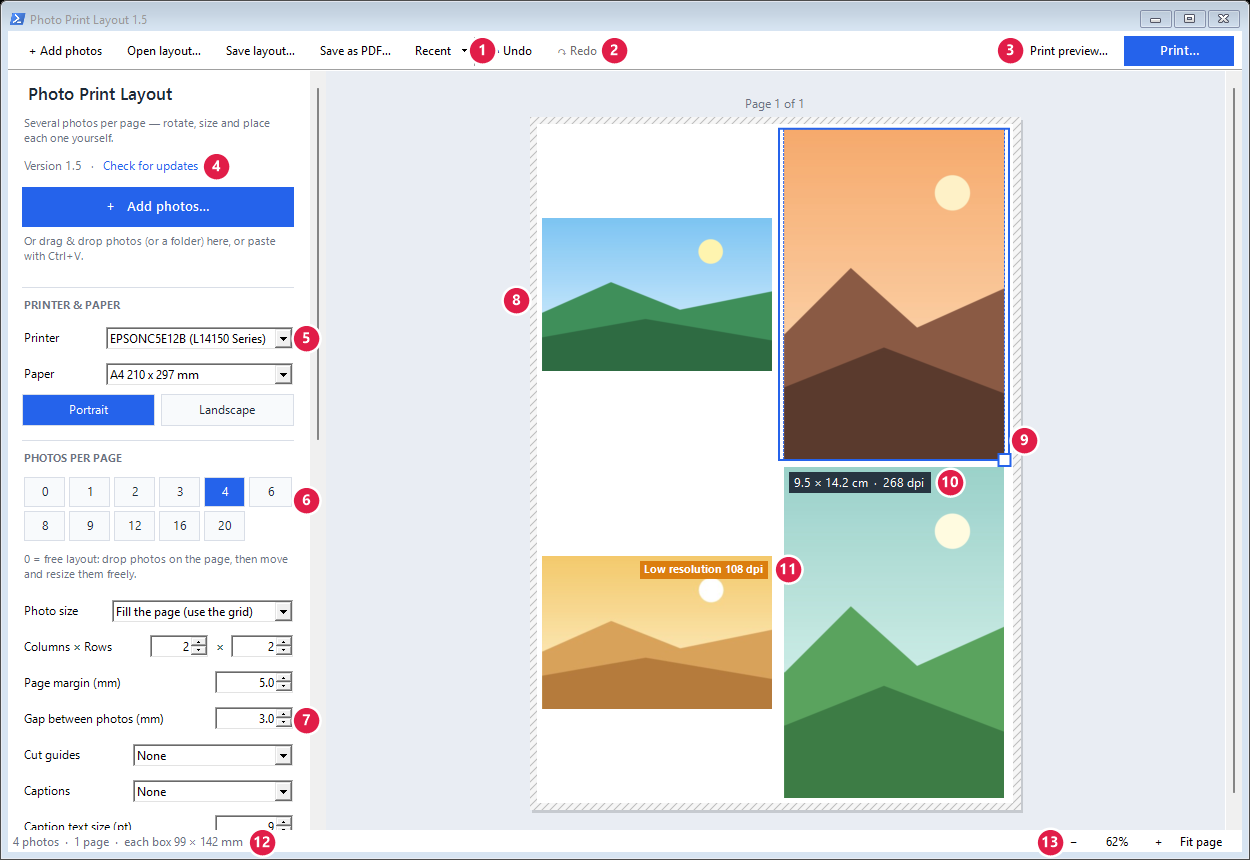 Photo Print Layout 1.5
+ Add photos Open layout... Save layout... Save as PDF... Recent 1 Undo Redo 2 3 Print preview... Print...
Photo Print Layout
Several photos per page — rotate, size and place
each one yourself.
Version 1.5 · Check for updates 4
+ Add photos...
Or drag & drop photos (or a folder) here, or paste
with Ctrl+V.
PRINTER & PAPER
Printer EPSONC5E12B (L14150 Series) 5
Paper A4 210 x 297 mm
Portrait Landscape
PHOTOS PER PAGE
0 1 2 3 4 6
6
8 9 12 16 20
0 = free layout: drop photos on the page, then move
and resize them freely.
Photo size Fill the page (use the grid)
Columns × Rows 2 × 2
Page margin (mm) 5.0
Gap between photos (mm) 3.0 7
Cut guides None
Captions None
Caption text size (pt) 9
Page 1 of 1
8
9
9.5 × 14.2 cm · 268 dpi 10
Low resolution 108 dpi 11
4 photos · 1 page · each box 99 × 142 mm 12
13 − 62% + Fit page